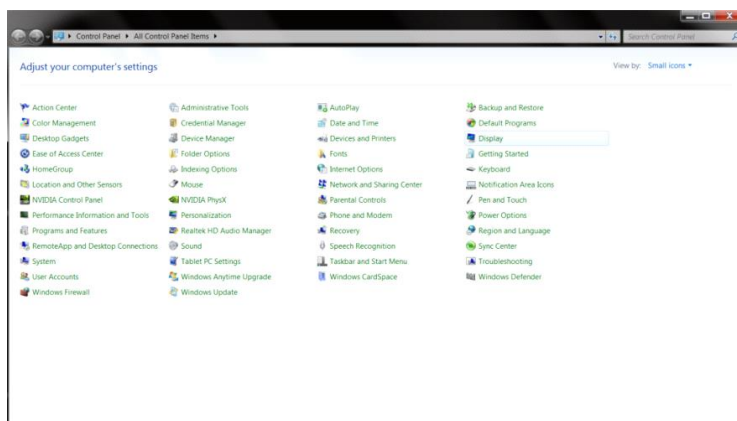 Control Panel ▸ All Control Panel Items ▸
Search Control Panel
Adjust your computer's settings
View by: Small icons
Action Center Administrative Tools AutoPlay Backup and Restore
Color Management Credential Manager Date and Time Default Programs
Desktop Gadgets Device Manager Devices and Printers Display
Ease of Access Center Folder Options Fonts Getting Started
HomeGroup Indexing Options Internet Options Keyboard
Location and Other Sensors Mouse Network and Sharing Center Notification Area Icons
NVIDIA Control Panel NVIDIA PhysX Parental Controls Pen and Touch
Performance Information and Tools Personalization Phone and Modem Power Options
Programs and Features Realtek HD Audio Manager Recovery Region and Language
RemoteApp and Desktop Connections Sound Speech Recognition Sync Center
System Tablet PC Settings Taskbar and Start Menu Troubleshooting
User Accounts Windows Anytime Upgrade Windows CardSpace Windows Defender
Windows Firewall Windows Update